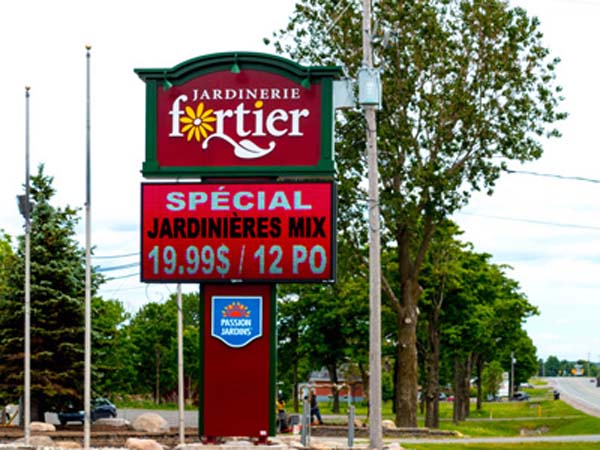 JARDINERIE
fortier
SPÉCIAL
JARDINIÈRES MIX
19.99$ / 12 PO
PASSION
JARDINS